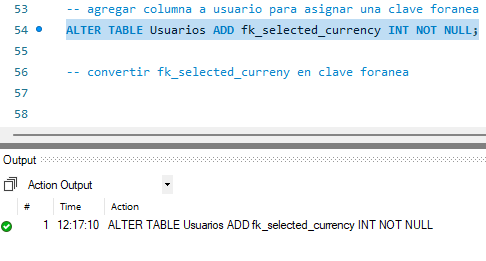 53 -- agregar columna a usuario para asignar una clave foranea
54 ALTER TABLE Usuarios ADD fk_selected_currency INT NOT NULL;
55
56 -- convertir fk_selected_curreny en clave foranea
57
58
Output
Action Output
# Time Action
1 12:17:10 ALTER TABLE Usuarios ADD fk_selected_currency INT NOT NULL